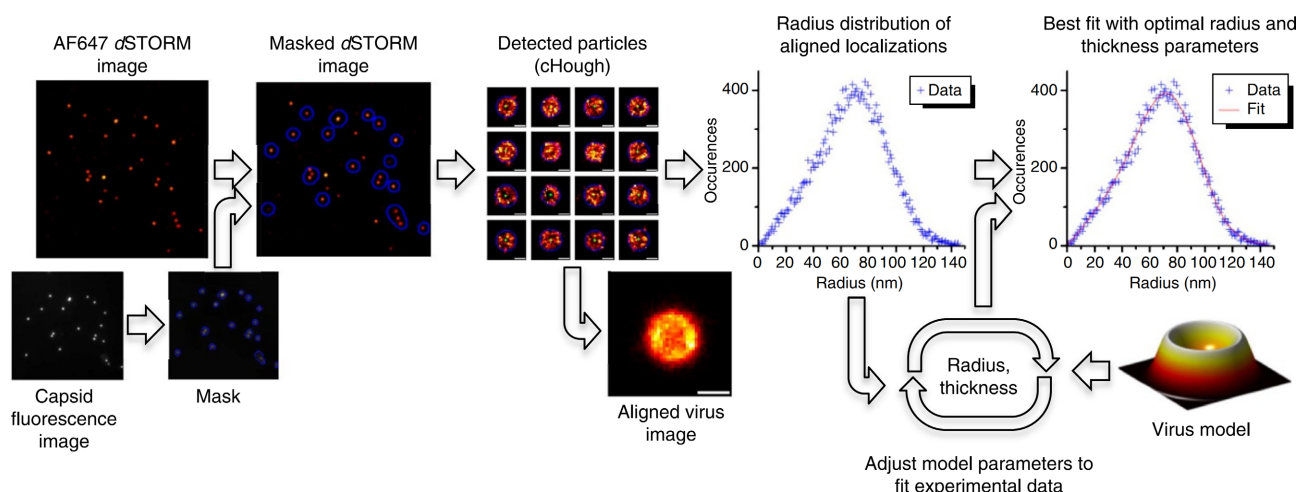 AF647 dSTORM
image
Masked dSTORM
image
Detected particles
(cHough)
Radius distribution of
aligned localizations
Best fit with optimal radius and
thickness parameters
Occurences
400
200
0
Data
0 20 40 60 80 100 120 140
Radius (nm)
Occurences
400
200
0
Data
Fit
0 20 40 60 80 100 120 140
Radius (nm)
Capsid
fluorescence
image
Mask
Aligned virus
image
Radius,
thickness
Virus model
Adjust model parameters to
fit experimental data